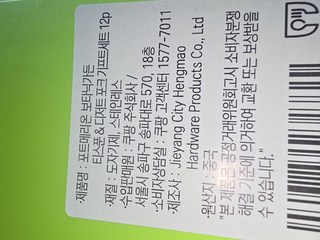 ·제품명 : 포트메리온 보타닉가든
티스푼 & 디저트 포크 기프트세트 12p
·재질 : 도자기제, 스테인레스
·수입판매원 : 쿠팡 주식회사 /
서울시 송파구 송파대로 570, 18층
·소비자상담실 : 쿠팡 고객센터 1577-7011
·제조사 : Jieyang City Hengmao
Hardware Products Co., Ltd
·원산지 : 중국
"본 제품은 공정거래위원회고시 소비자분쟁
해결 기준에 의거하여 교환 또는 보상받을
수 있습니다."